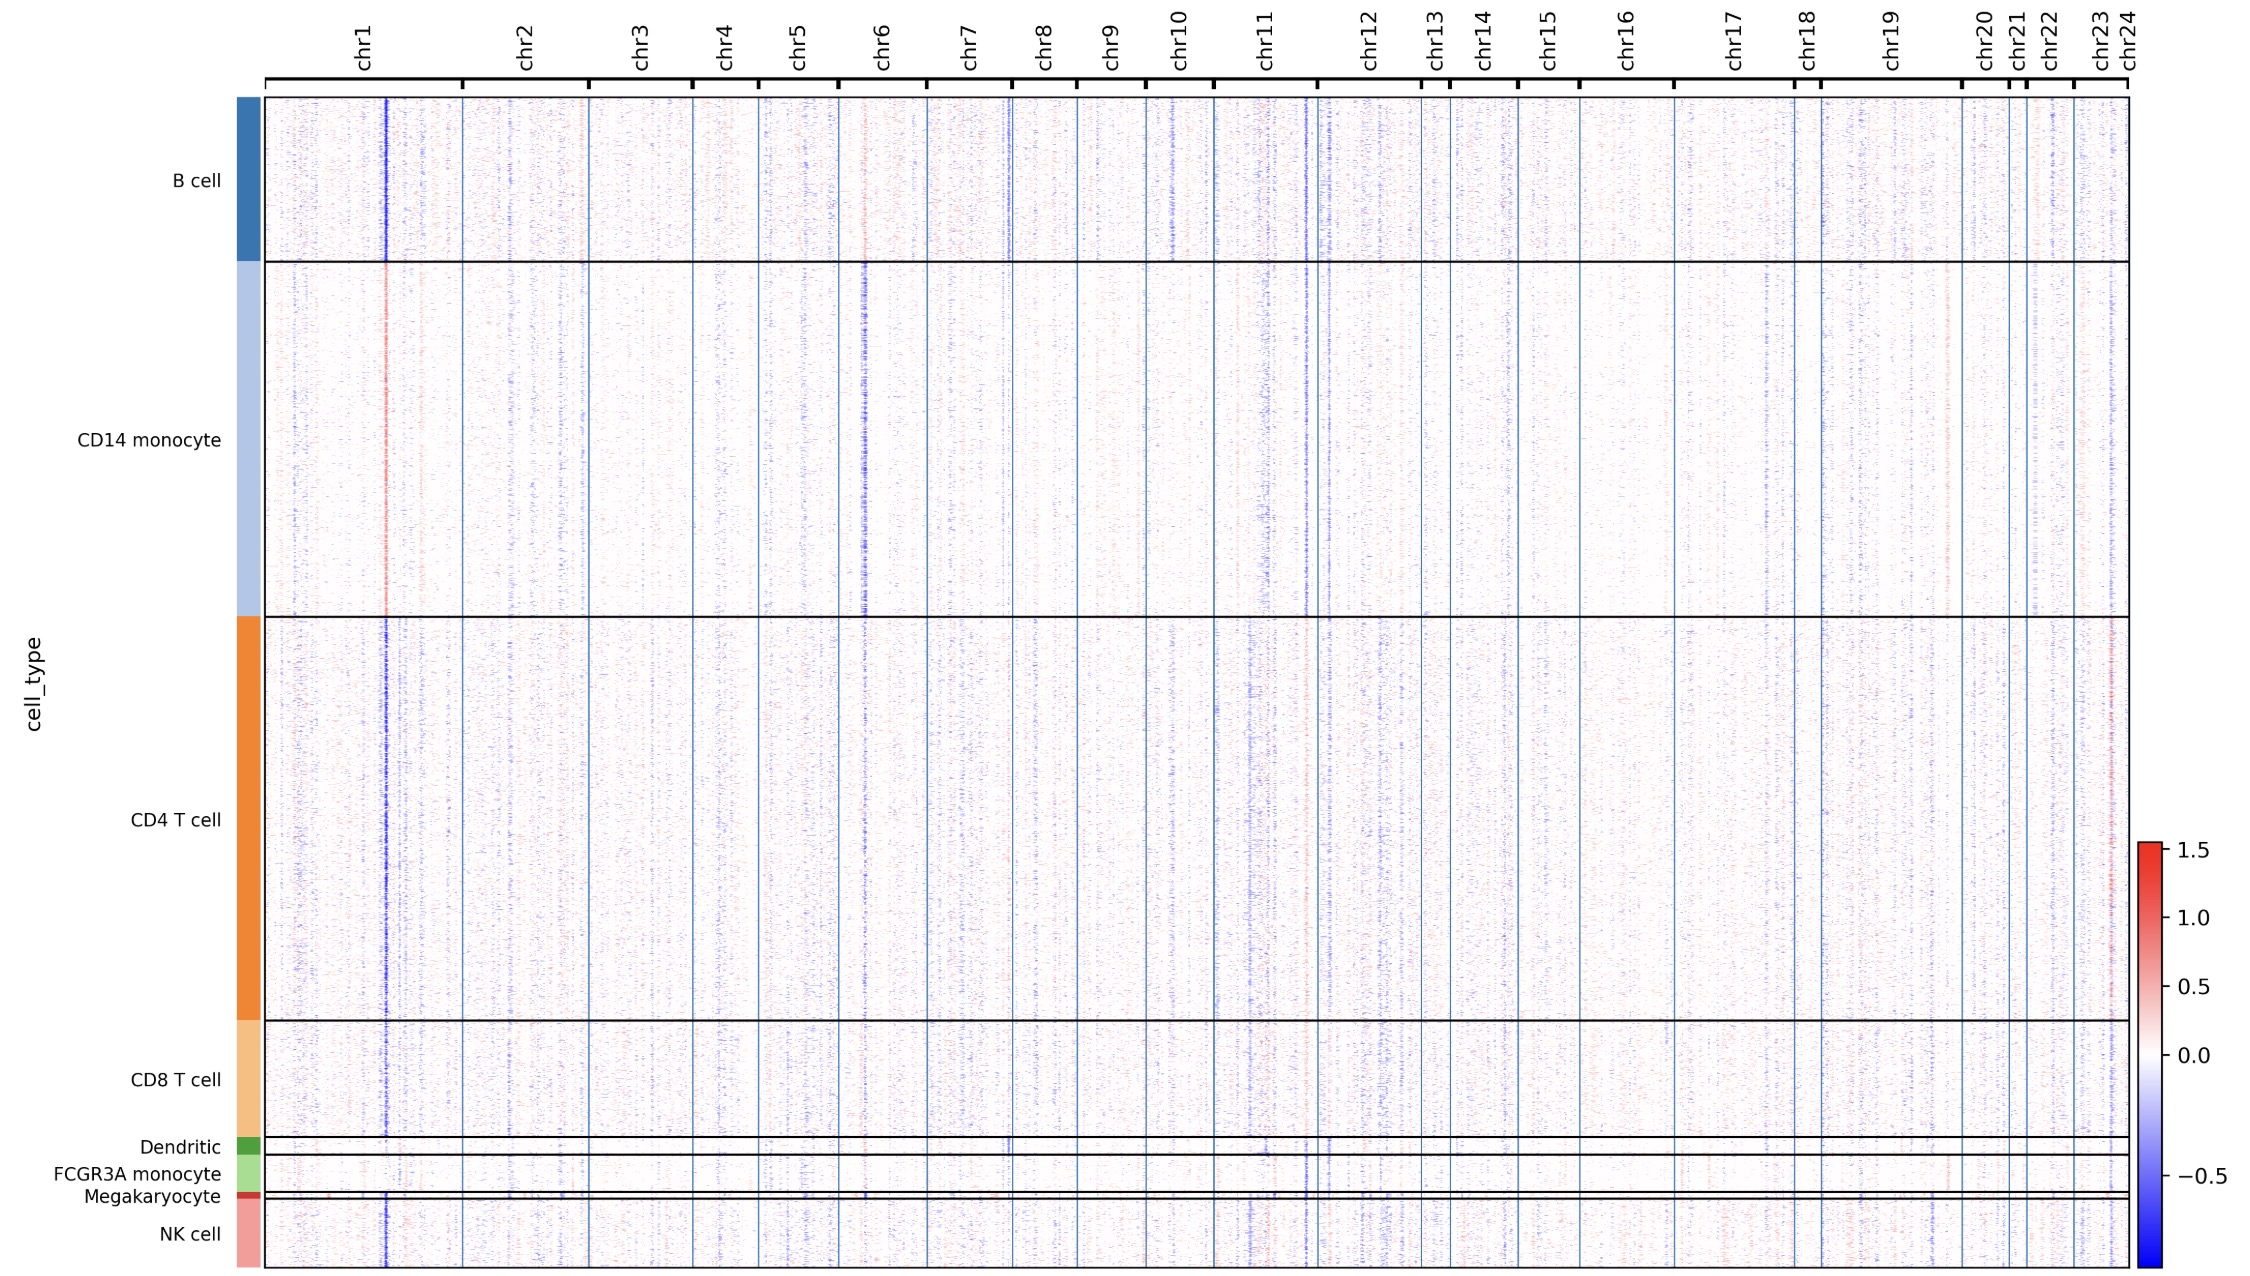 chr1
chr2
chr3
chr4
chr5
chr6
chr7
chr8
chr9
chr10
chr11
chr12
chr13
chr14
chr15
chr16
chr17
chr18
chr19
chr20
chr21
chr22
chr23
chr24
cell_type
B cell
CD14 monocyte
CD4 T cell
CD8 T cell
Dendritic
FCGR3A monocyte
Megakaryocyte
NK cell
1.5
1.0
0.5
0.0
−0.5